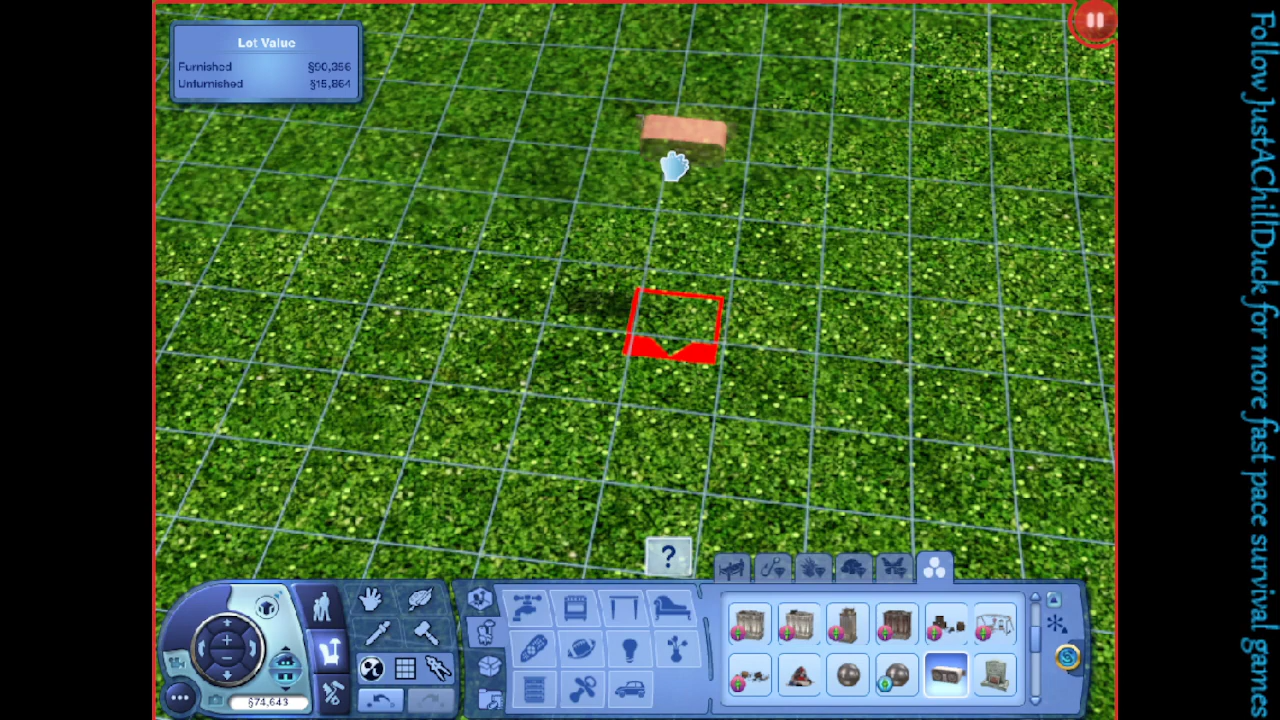 Lot Value
Furnished §90,356
Unfurnished §15,864
?
§74,643
Follow JustAChillDuck for more fast pace survival games